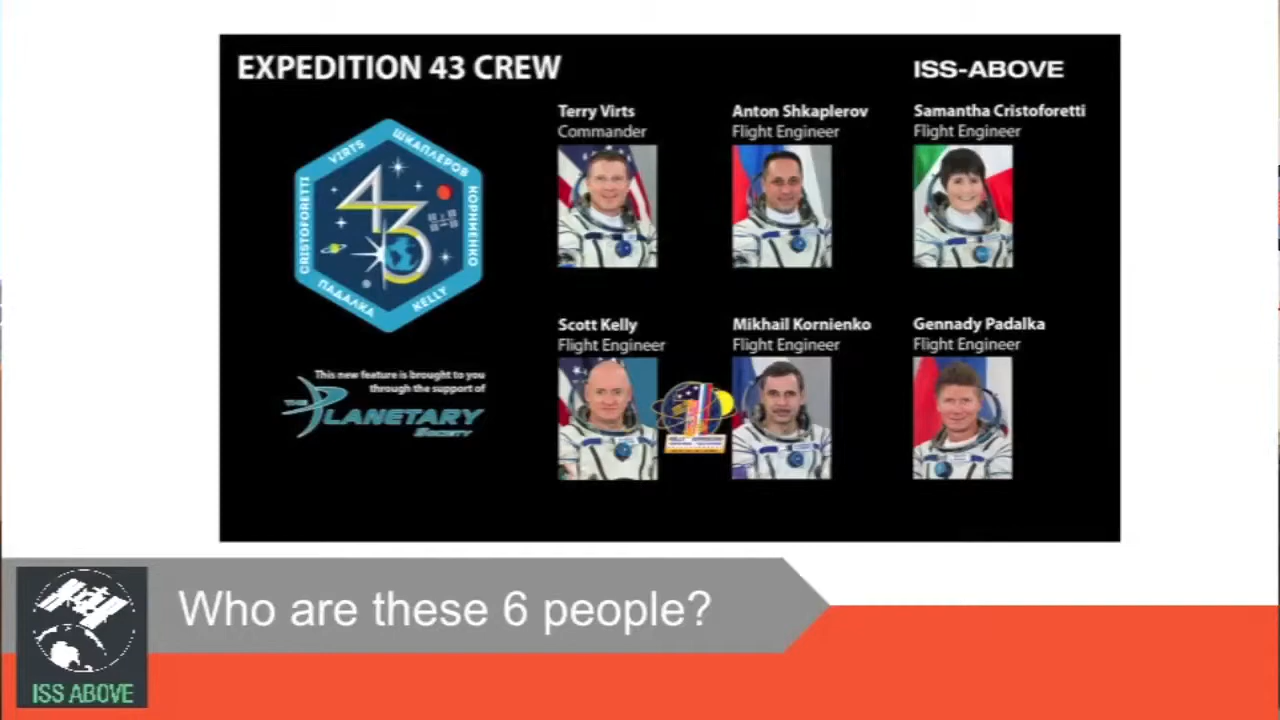 EXPEDITION 43 CREW
ISS-ABOVE
Terry Virts
Commander
Anton Shkaplerov
Flight Engineer
Samantha Cristoforetti
Flight Engineer
VIRTS
ШКАПЛЕРОВ
CRISTOFORETTI
43
КОРНИЕНКО
ПАДАЛКА
KELLY
Scott Kelly
Flight Engineer
Mikhail Kornienko
Flight Engineer
Gennady Padalka
Flight Engineer
This new feature is brought to you
through the support of
THE PLANETARY
SOCIETY
Who are these 6 people?
ISS ABOVE